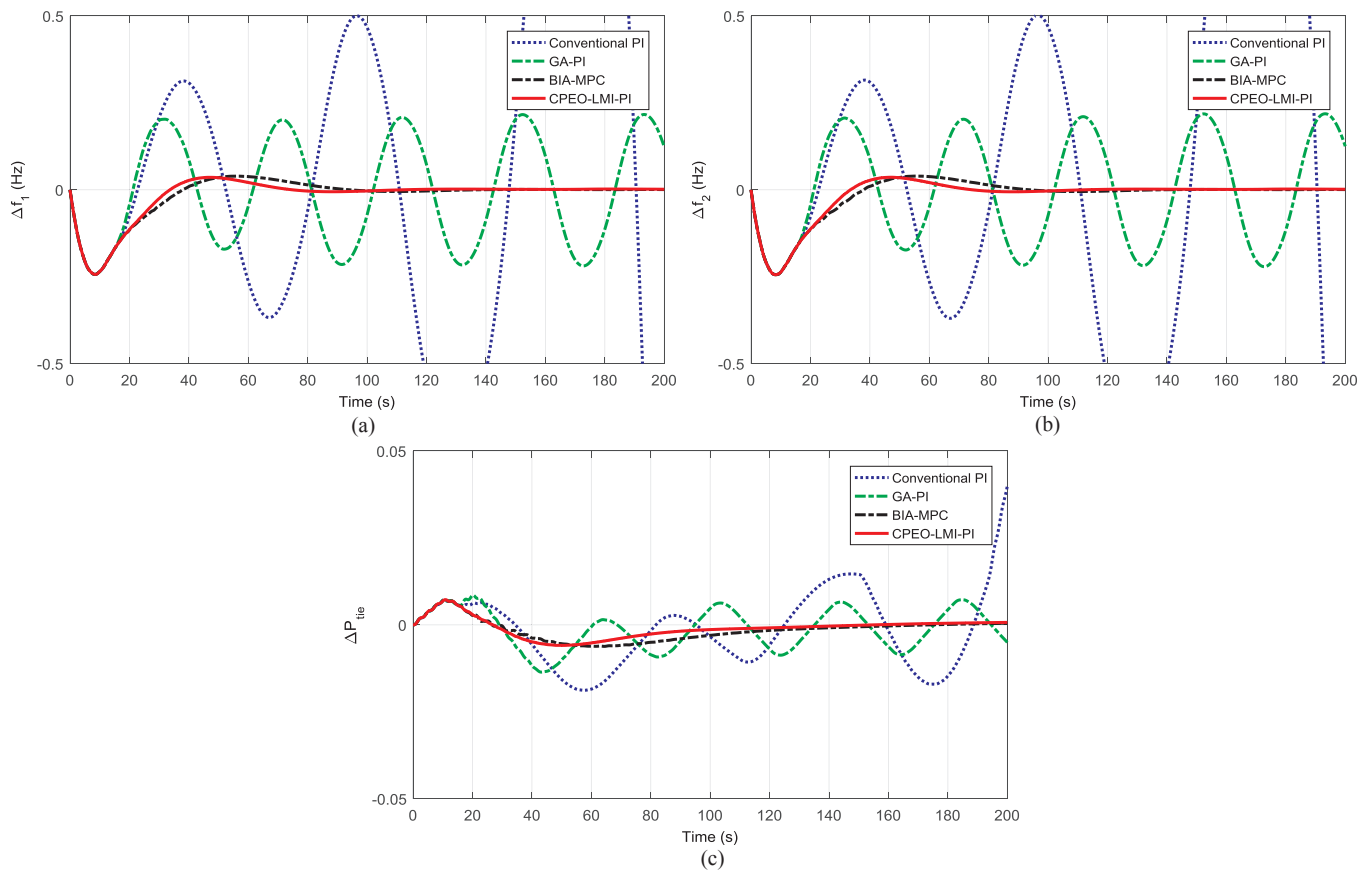 0.5
0
-0.5
Δf1 (Hz)
0 20 40 60 80 100 120 140 160 180 200
Time (s)
Conventional PI
GA-PI
BIA-MPC
CPEO-LMI-PI
(a)
0.5
0
-0.5
Δf2 (Hz)
0 20 40 60 80 100 120 140 160 180 200
Time (s)
Conventional PI
GA-PI
BIA-MPC
CPEO-LMI-PI
(b)
0.05
0
-0.05
ΔPtie
0 20 40 60 80 100 120 140 160 180 200
Time (s)
Conventional PI
GA-PI
BIA-MPC
CPEO-LMI-PI
(c)